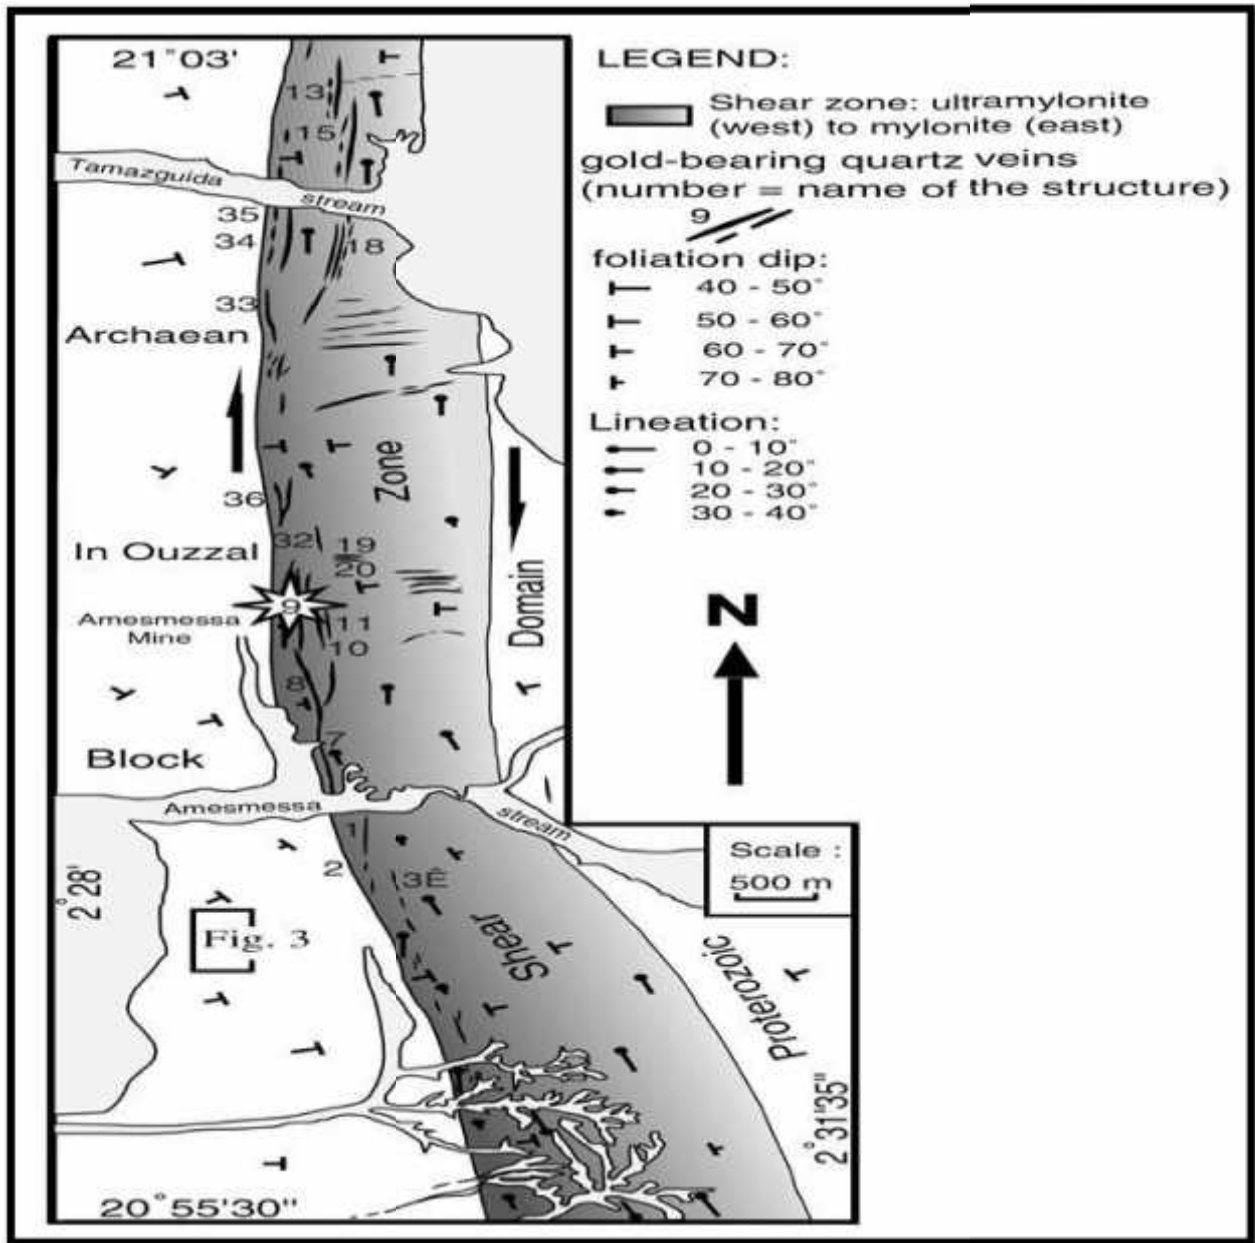 21°03'
13
15
Tamazguida
stream
35
34
18
33
Archaean
Zone
36
In Ouzzal
32
19
20
9
Amesmessa
Mine
11
10
Domain
8
7
Block
Amesmessa
stream
1
2
3Ê
2°28'
Fig. 3
Shear
Proterozoic
2°31'35"
20°55'30"
LEGEND:
Shear zone: ultramylonite
(west) to mylonite (east)
gold-bearing quartz veins
(number = name of the structure)
9
foliation dip:
40 - 50°
50 - 60°
60 - 70°
70 - 80°
Lineation:
0 - 10°
10 - 20°
20 - 30°
30 - 40°
N
Scale :
500 m